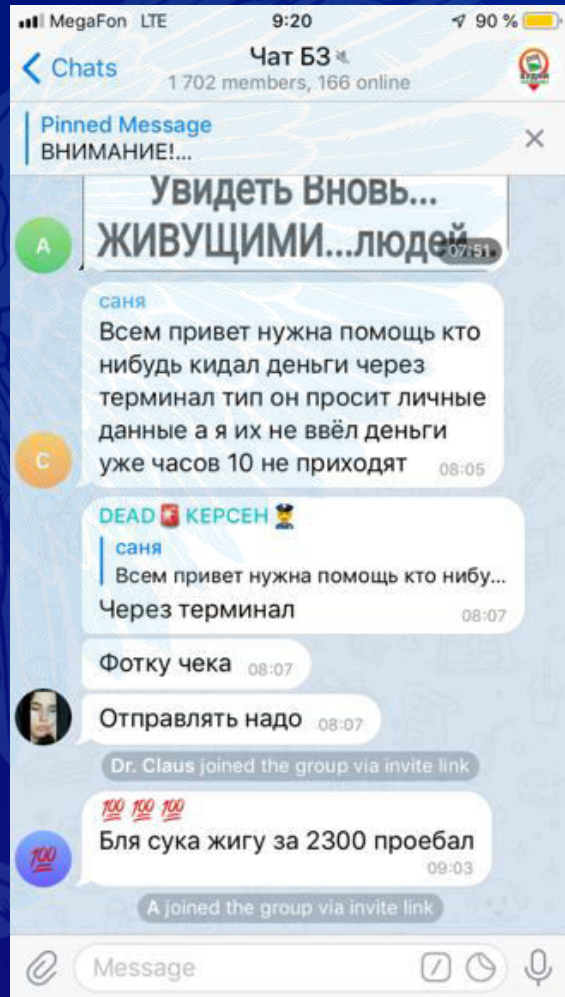 MegaFon LTE 9:20 90 %
Chats
Чат БЗ
1 702 members, 166 online
Pinned Message
ВНИМАНИЕ!...
Увидеть Вновь...
ЖИВУЩИМИ...людей...
07:51
A
саня
Всем привет нужна помощь кто
нибудь кидал деньги через
терминал тип он просит личные
данные а я их не ввёл деньги
уже часов 10 не приходят 08:05
С
DEAD КЕРСЕН
саня
Всем привет нужна помощь кто нибу...
Через терминал 08:07
Фотку чека 08:07
Отправлять надо 08:07
Dr. Claus joined the group via invite link
💯 💯 💯
Бля сука жигу за 2300 проебал
09:03
A joined the group via invite link
Message